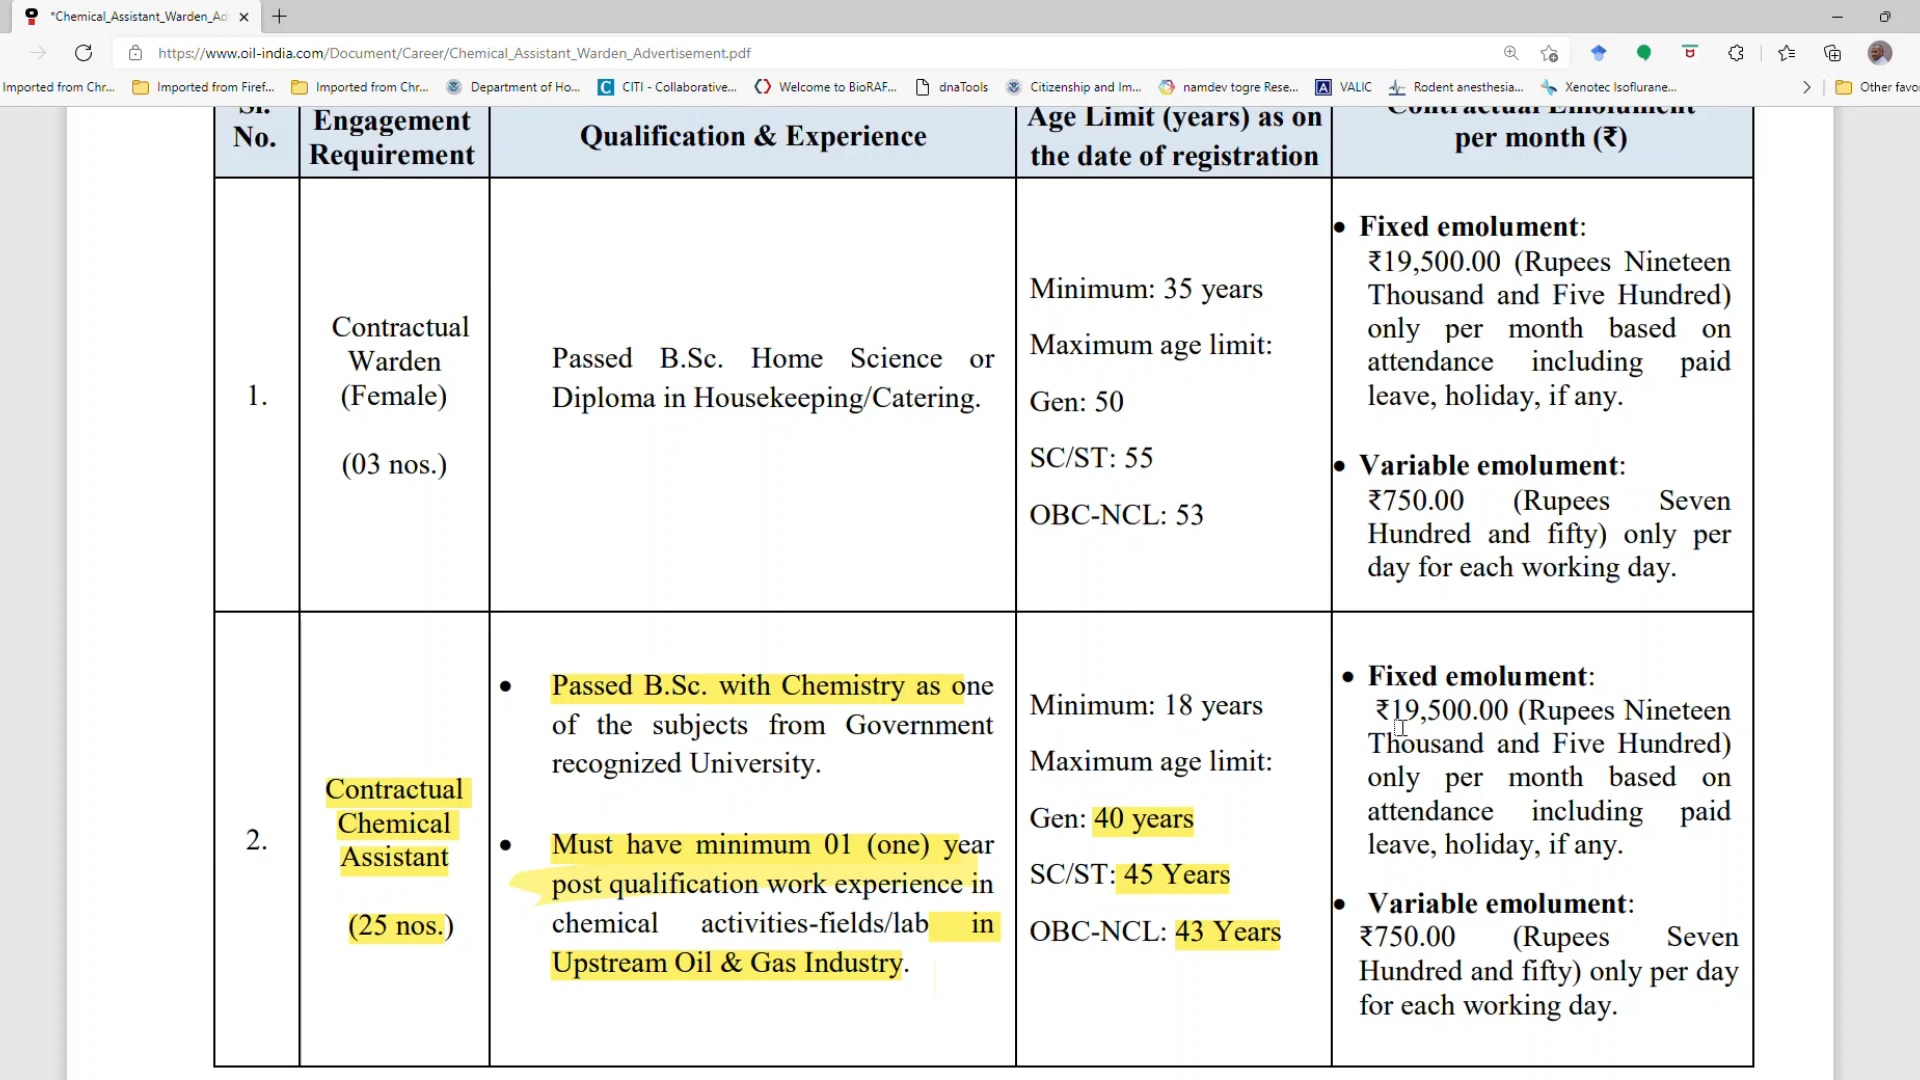 *Chemical_Assistant_Warden_Ad
https://www.oil-india.com/Document/Career/Chemical_Assistant_Warden_Advertisement.pdf
Imported from Chr... Imported from Firef... Imported from Chr... Department of Ho... CITI - Collaborative... Welcome to BioRAF... dnaTools Citizenship and Im... namdev togre Rese... VALIC Rodent anesthesia... Xenotec Isoflurane... Other favo
Sl.
No.
Engagement
Requirement
Qualification & Experience
Age Limit (years) as on
the date of registration
Contractual Emolument
per month (₹)
1.
Contractual
Warden
(Female)
(03 nos.)
Passed B.Sc. Home Science or
Diploma in Housekeeping/Catering.
Minimum: 35 years
Maximum age limit:
Gen: 50
SC/ST: 55
OBC-NCL: 53
• Fixed emolument:
₹19,500.00 (Rupees Nineteen
Thousand and Five Hundred)
only per month based on
attendance including paid
leave, holiday, if any.
• Variable emolument:
₹750.00 (Rupees Seven
Hundred and fifty) only per
day for each working day.
2.
Contractual
Chemical
Assistant
(25 nos.)
• Passed B.Sc. with Chemistry as one
of the subjects from Government
recognized University.
• Must have minimum 01 (one) year
post qualification work experience in
chemical activities-fields/lab in
Upstream Oil & Gas Industry.
Minimum: 18 years
Maximum age limit:
Gen: 40 years
SC/ST: 45 Years
OBC-NCL: 43 Years
• Fixed emolument:
₹19,500.00 (Rupees Nineteen
Thousand and Five Hundred)
only per month based on
attendance including paid
leave, holiday, if any.
• Variable emolument:
₹750.00 (Rupees Seven
Hundred and fifty) only per day
for each working day.